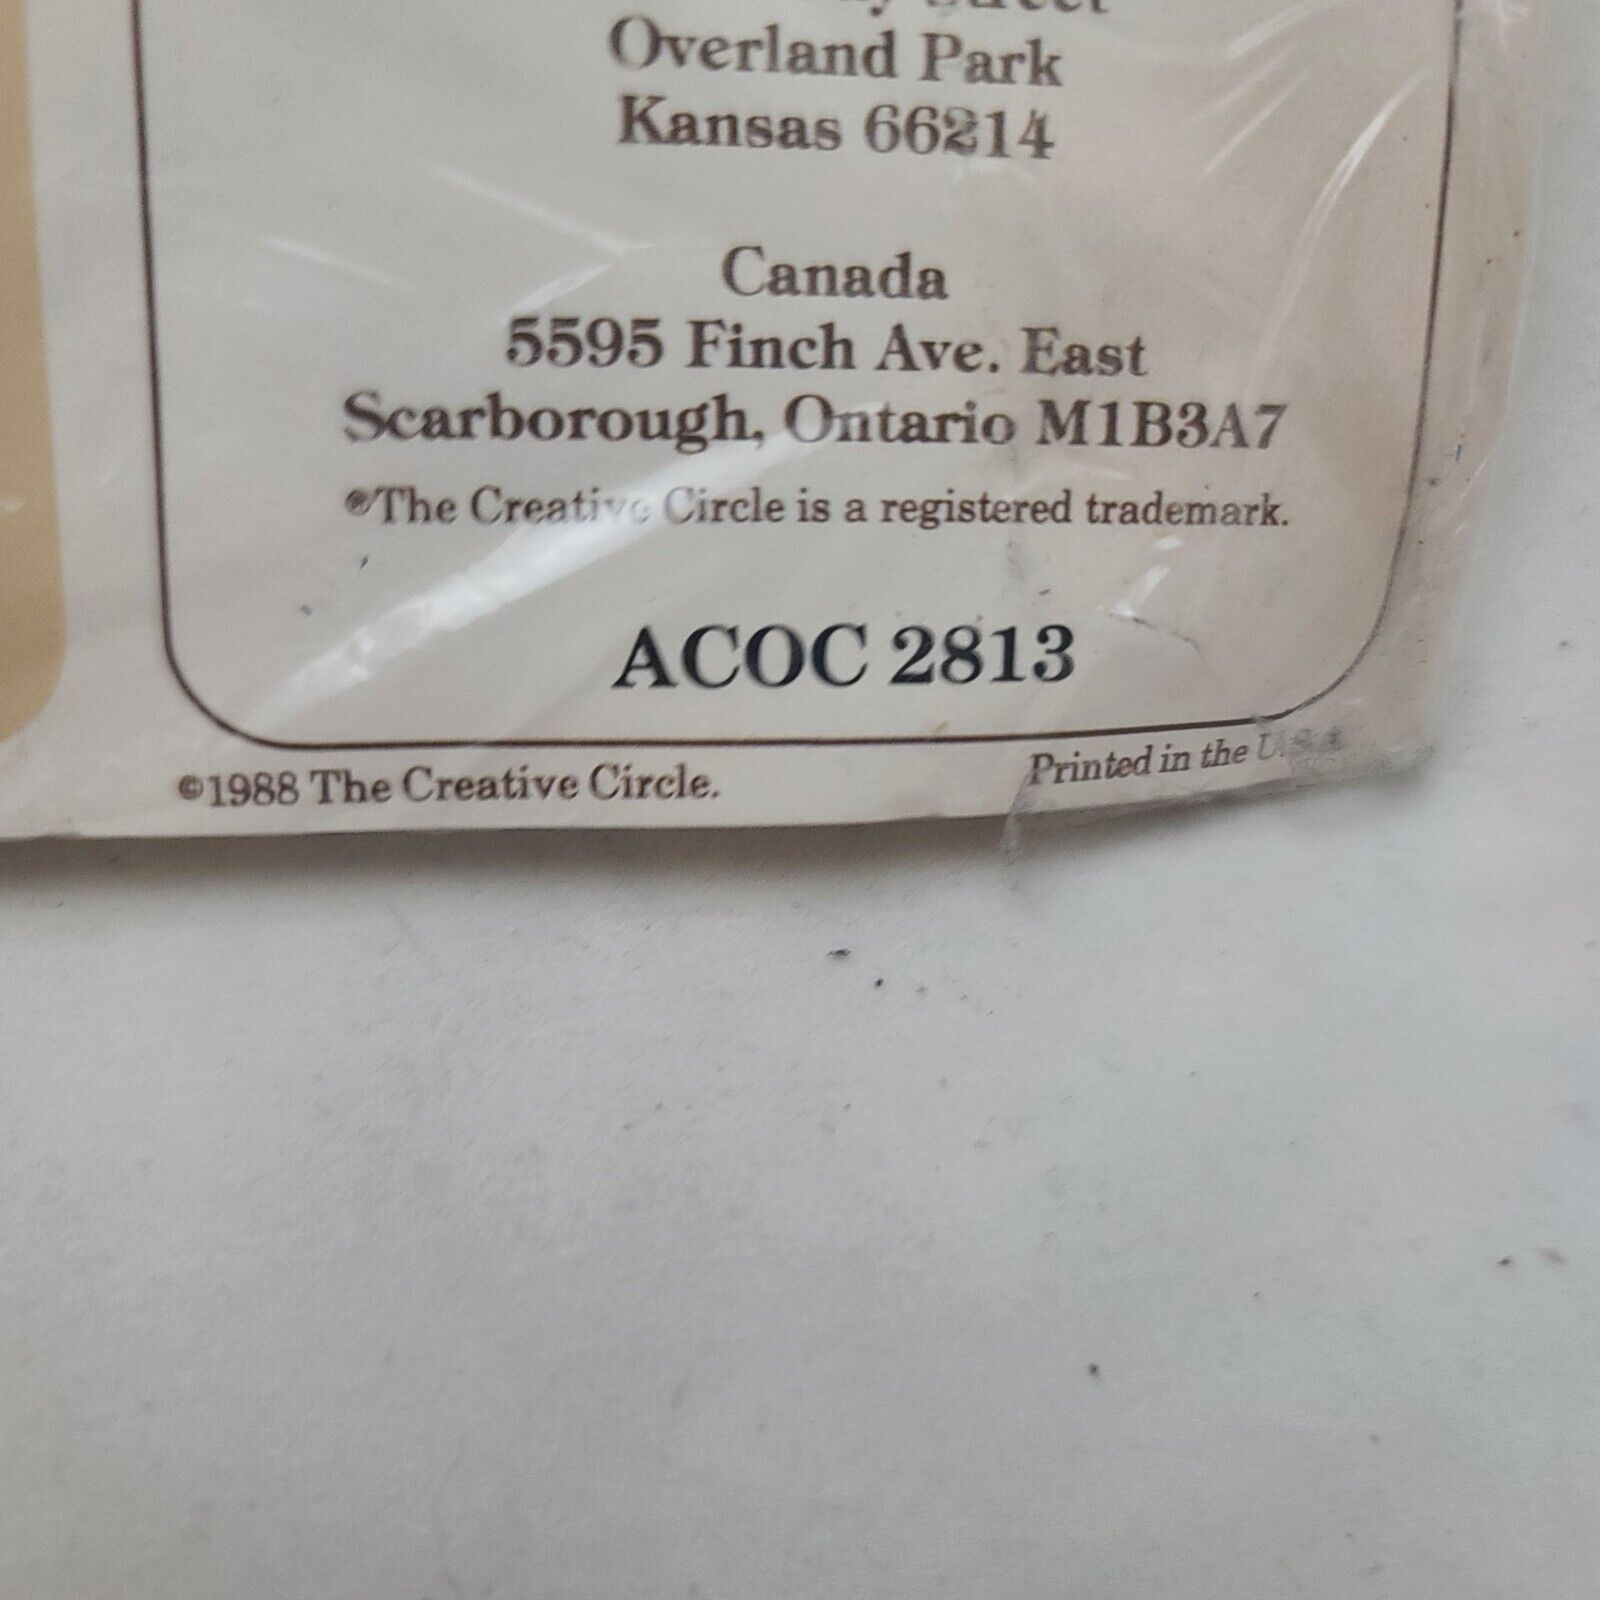 Street
Overland Park
Kansas 66214
Canada
5595 Finch Ave. East
Scarborough, Ontario M1B3A7
®The Creative Circle is a registered trademark.
ACOC 2813
©1988 The Creative Circle.
Printed in the U.S.A.